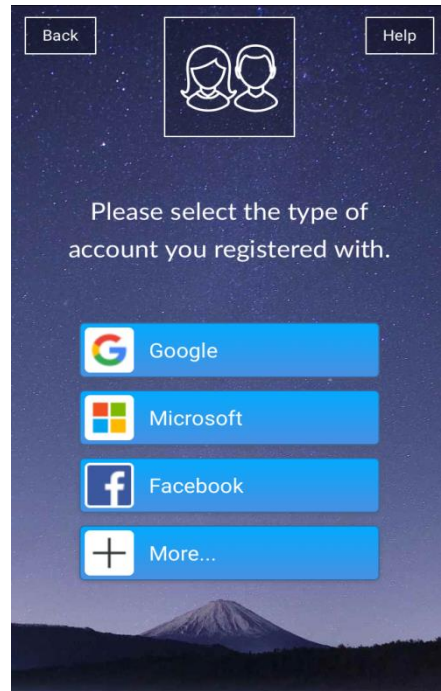 Back
Help
Please select the type of
account you registered with.
Google
Microsoft
Facebook
More...